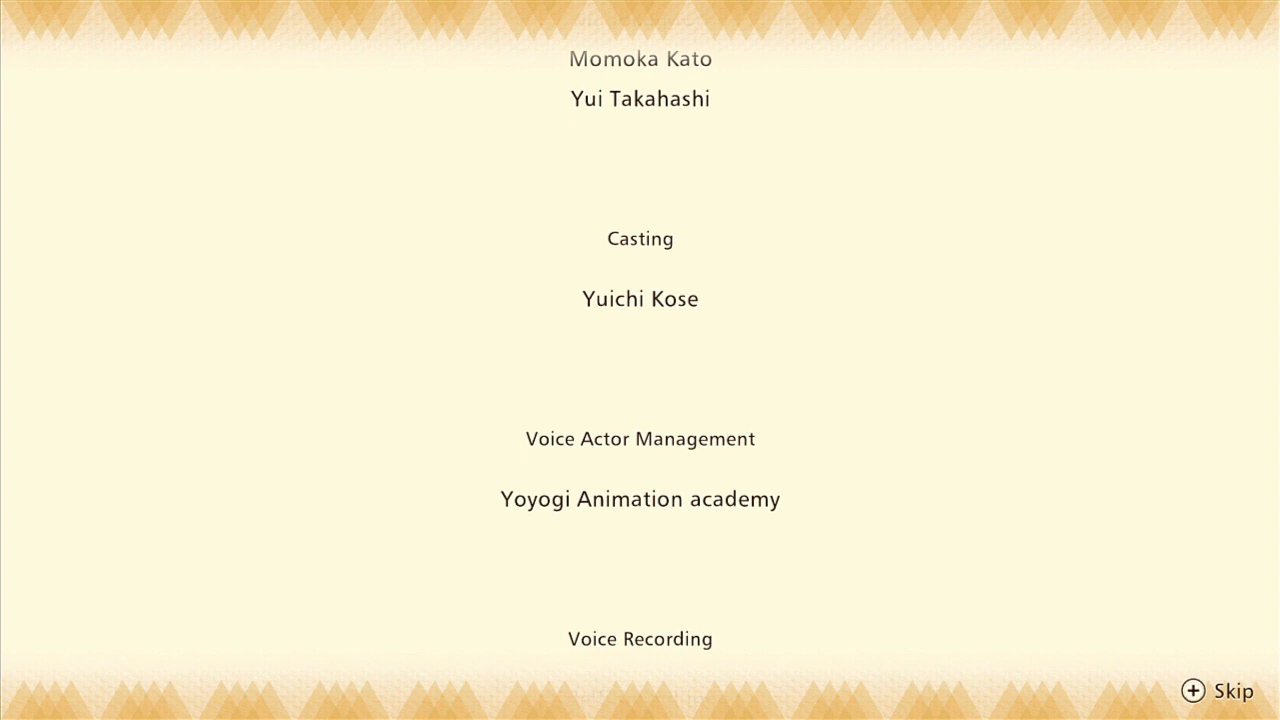 Momoka Kato
Yui Takahashi
Casting
Yuichi Kose
Voice Actor Management
Yoyogi Animation academy
Voice Recording
Skip